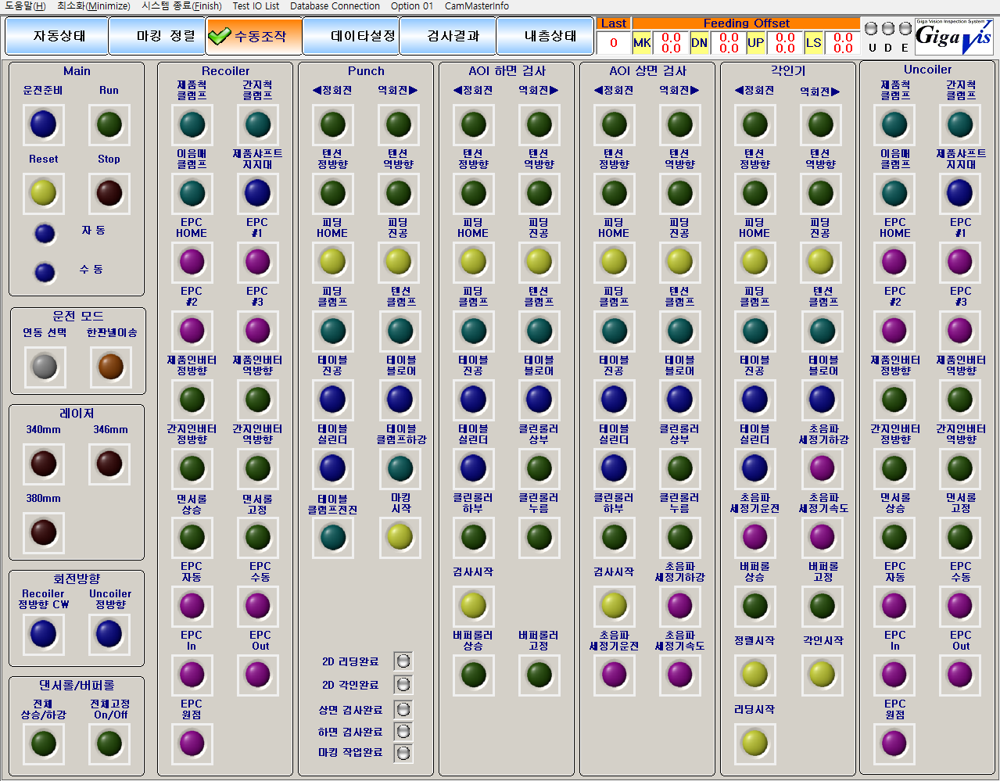 도움말(H) 최소화(Minimize) 시스템 종료(Finish) Test IO List Database Connection Option 01 CamMasterInfo
자동상태 마킹 정렬 수동조작 데이타설정 검사결과 내층상태
Last Feeding Offset
0 MK 0.0 0.0 DN 0.0 0.0 UP 0.0 0.0 LS 0.0 0.0
U D E
Giga Vision Inspection System
GigaVis
Main
운전준비 Run
Reset Stop
자 동
수 동
운전 모드
연동 선택 한판넬이송
레이저
340mm 346mm
380mm
회전방향
Recoiler Uncoiler
정방향 CW 정방향
댄서롤/버퍼롤
전체 전체고정
상승/하강 On/Off
Recoiler
제품척 간지척
클램프 클램프
이음매 제품샤프트
클램프 지지대
EPC EPC
HOME #1
EPC EPC
#2 #3
제품인버터 제품인버터
정방향 역방향
간지인버터 간지인버터
정방향 역방향
댄서롤 댄서롤
상승 고정
EPC EPC
자동 수동
EPC EPC
In Out
EPC
원점
Punch
◀정회전 역회전▶
텐션 텐션
정방향 역방향
피딩 피딩
HOME 진공
피딩 텐션
클램프 클램프
테이블 테이블
진공 블로어
테이블 테이블
실린더 클램프하강
테이블 마킹
클램프전진 시작
2D 리딩완료
2D 각인완료
상면 검사완료
하면 검사완료
마킹 작업완료
AOI 하면 검사
◀정회전 역회전▶
텐션 텐션
정방향 역방향
피딩 피딩
HOME 진공
피딩 텐션
클램프 클램프
테이블 테이블
진공 블로어
테이블 클린롤러
실린더 상부
클린롤러 클린롤러
하부 누름
검사시작
버퍼롤러 버퍼롤러
상승 고정
AOI 상면 검사
◀정회전 역회전▶
텐션 텐션
정방향 역방향
피딩 피딩
HOME 진공
피딩 텐션
클램프 클램프
테이블 테이블
진공 블로어
테이블 클린롤러
실린더 상부
클린롤러 클린롤러
하부 누름
검사시작 초음파
세정기하강
초음파 초음파
세정기운전 세정기속도
각인기
◀정회전 역회전▶
텐션 텐션
정방향 역방향
피딩 피딩
HOME 진공
피딩 텐션
클램프 클램프
테이블 테이블
진공 블로어
테이블 초음파
실린더 세정기하강
초음파 초음파
세정기운전 세정기속도
버퍼롤 버퍼롤
상승 고정
정렬시작 각인시작
리딩시작
Uncoiler
제품척 간지척
클램프 클램프
이음매 제품샤프트
클램프 지지대
EPC EPC
HOME #1
EPC EPC
#2 #3
제품인버터 제품인버터
정방향 역방향
간지인버터 간지인버터
정방향 역방향
댄서롤 댄서롤
상승 고정
EPC EPC
자동 수동
EPC EPC
In Out
EPC
원점